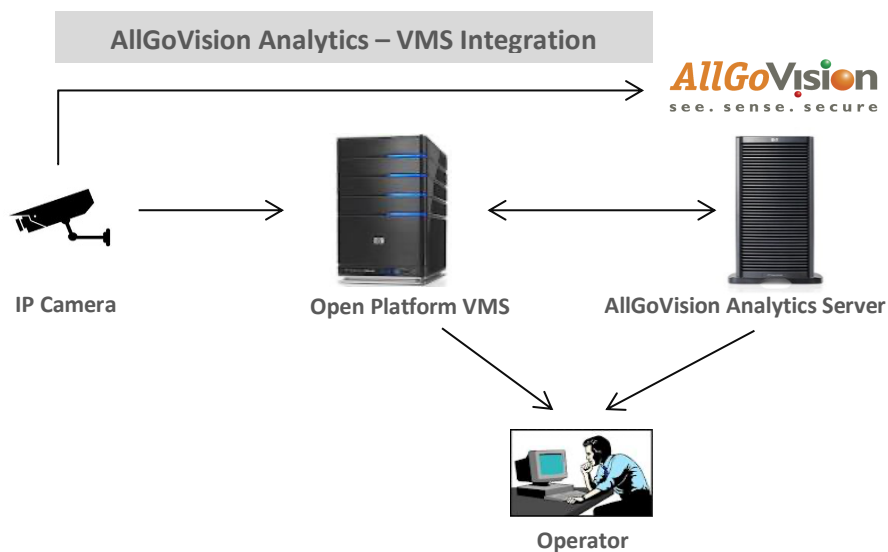 AllGoVision Analytics – VMS Integration
AllGoVision
see. sense. secure
IP Camera
Open Platform VMS
AllGoVision Analytics Server
Operator